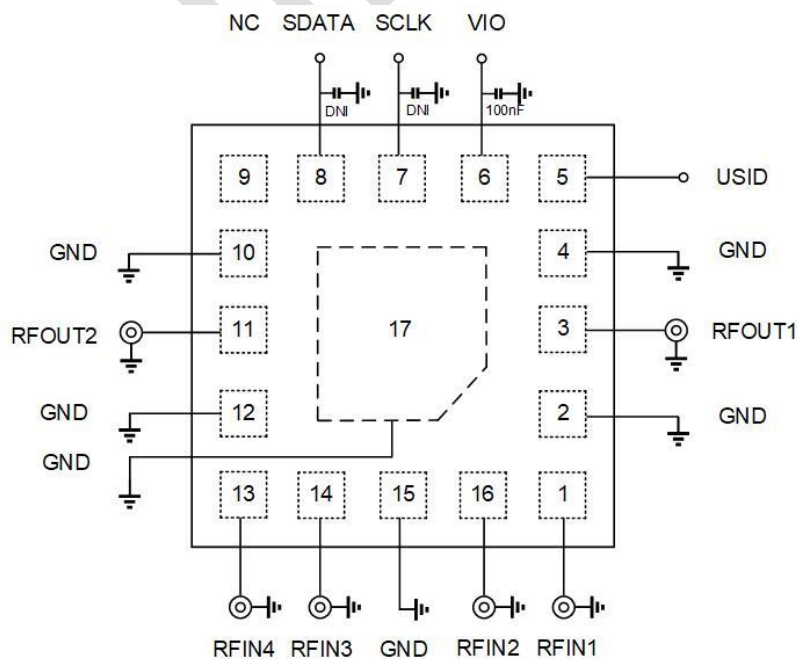 NC SDATA SCLK VIO
DNI DNI 100nF
9 8 7 6 5 USID
GND 10 4 GND
RFOUT2 11 17 3 RFOUT1
GND 12 2 GND
GND
13 14 15 16 1
RFIN4 RFIN3 GND RFIN2 RFIN1